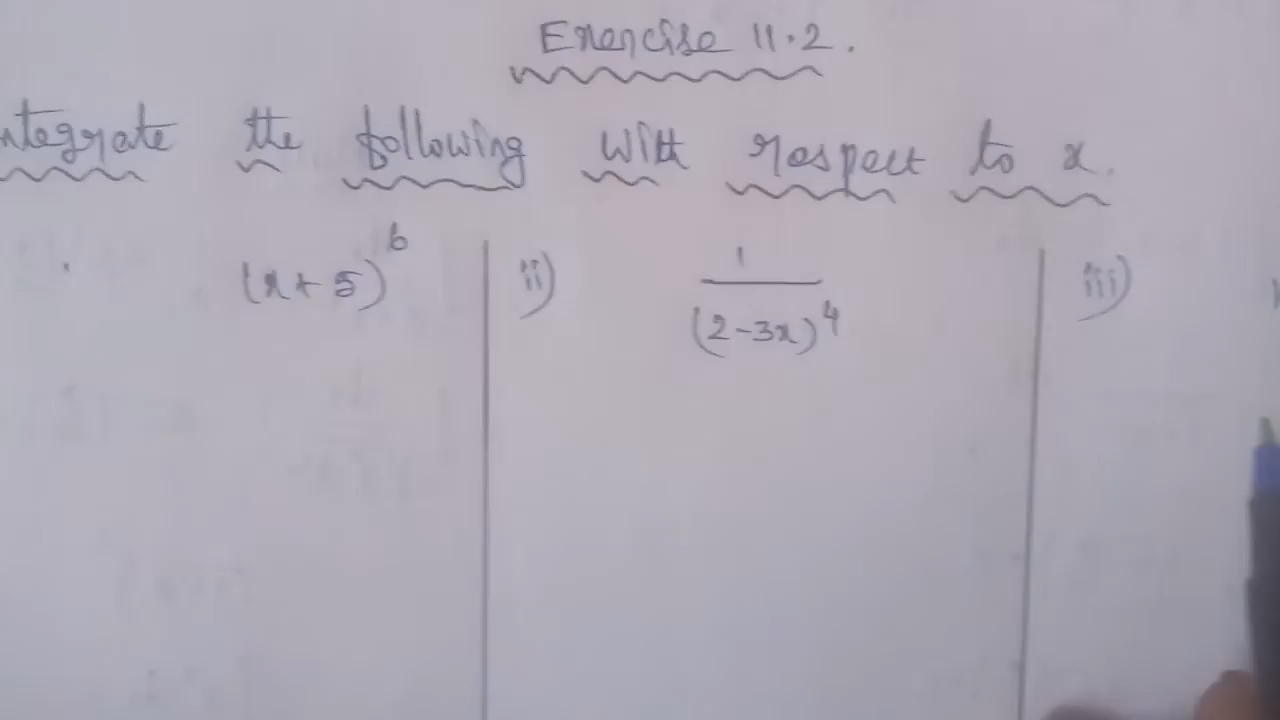 Exercise 11.2.
ntegrate the following with respect to x.
(x+5)^6 ii) 1/(2-3x)^4 iii)